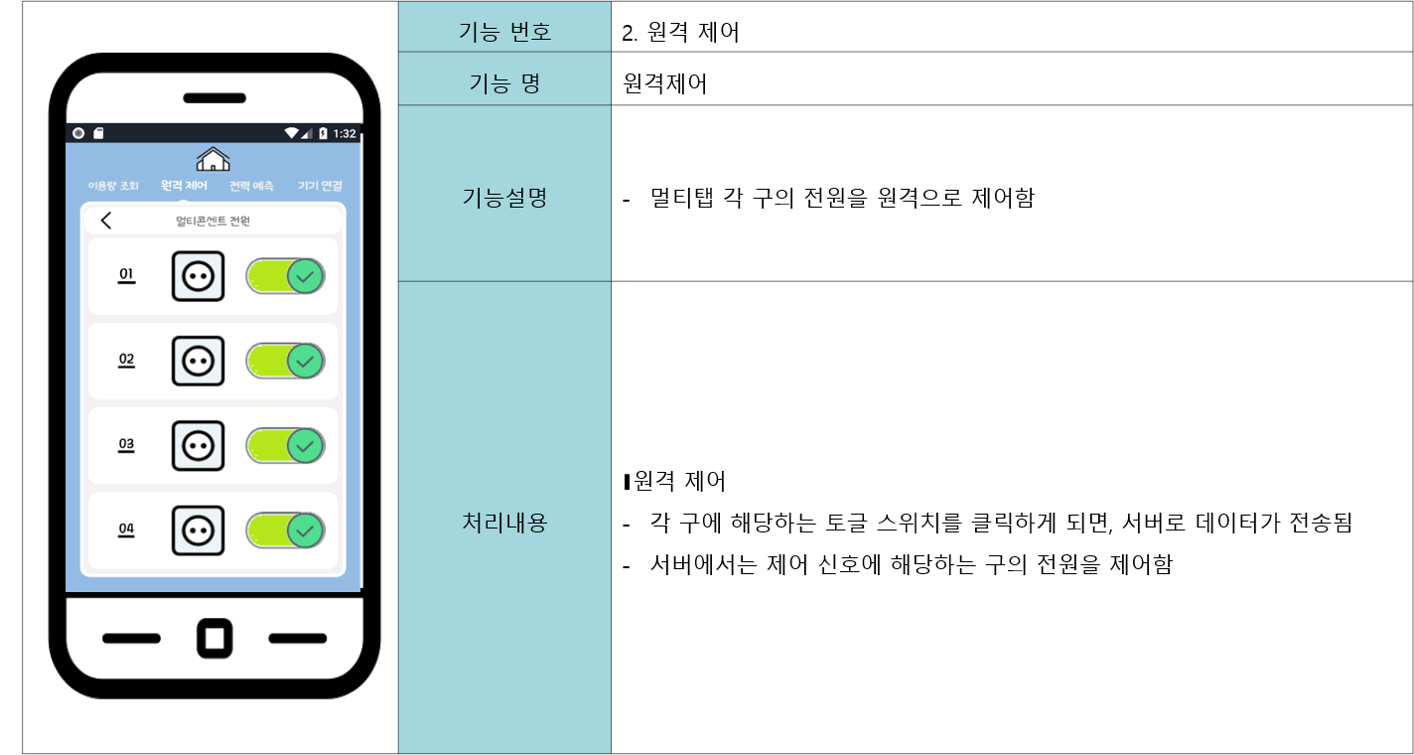 1:32
이용량 조회 원격 제어 전력 예측 기기 연결
멀티콘센트 전원
01
02
03
04
기능 번호 2. 원격 제어
기능 명 원격제어
기능설명 - 멀티탭 각 구의 전원을 원격으로 제어함
처리내용
▮원격 제어
- 각 구에 해당하는 토글 스위치를 클릭하게 되면, 서버로 데이터가 전송됨
- 서버에서는 제어 신호에 해당하는 구의 전원을 제어함